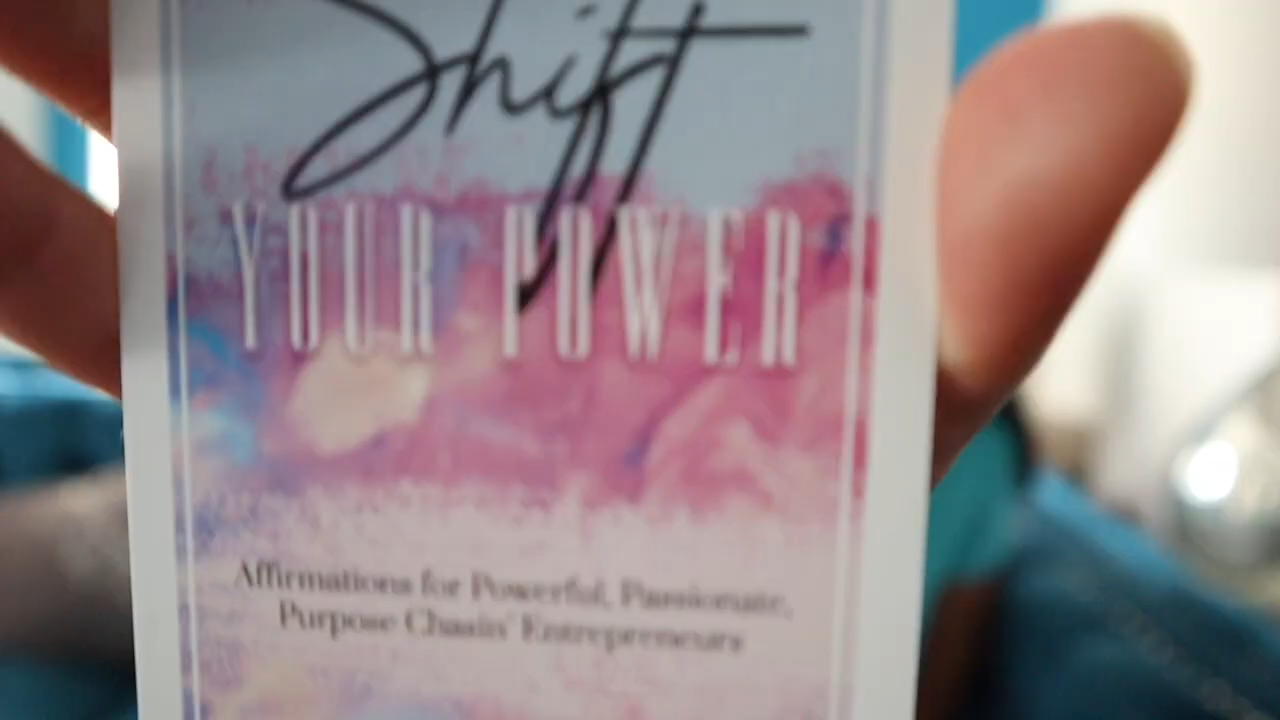 Shift
YOUR POWER
Affirmations for Powerful, Passionate,
Purpose Chasin' Entrepreneurs